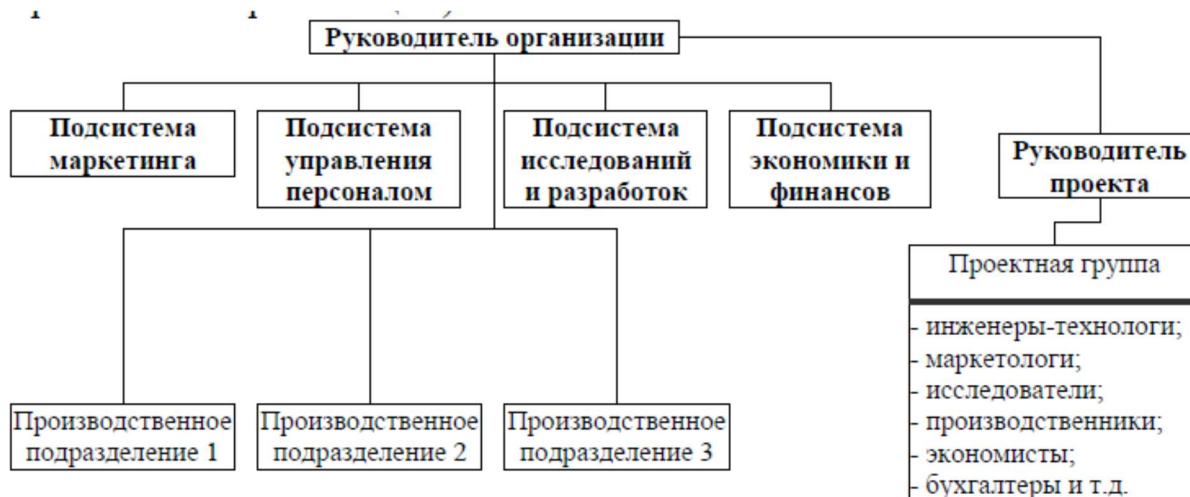 Руководитель организации
Подсистема
маркетинга
Подсистема
управления
персоналом
Подсистема
исследований
и разработок
Подсистема
экономики и
финансов
Руководитель
проекта
Проектная группа
- инженеры-технологи;
- маркетологи;
- исследователи;
- производственники;
- экономисты;
- бухгалтеры и т.д.
Производственное
подразделение 1
Производственное
подразделение 2
Производственное
подразделение 3